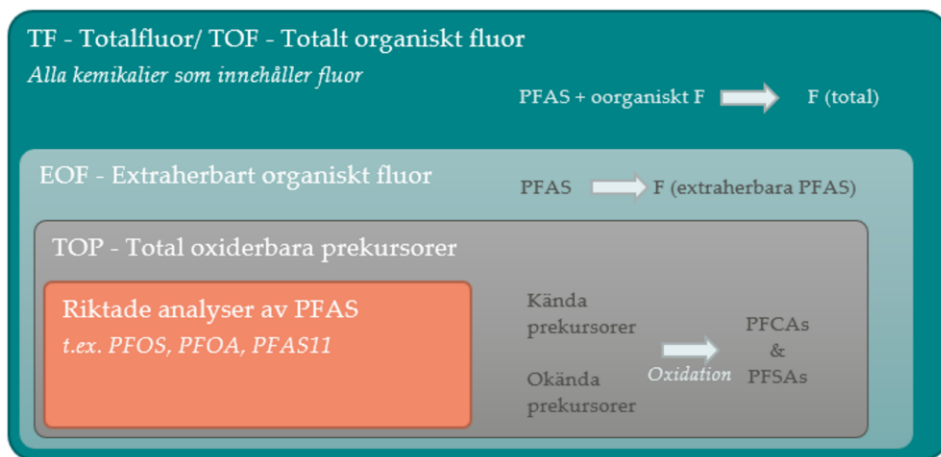 TF - Totalfluor/ TOF - Totalt organiskt fluor
Alla kemikalier som innehåller fluor
PFAS + oorganiskt F
F (total)
EOF - Extraherbart organiskt fluor
PFAS
F (extraherbara PFAS)
TOP - Total oxiderbara prekursorer
Riktade analyser av PFAS
t.ex. PFOS, PFOA, PFAS11
Kända
prekursorer
Okända
prekursorer
Oxidation
PFCAs
&
PFSAs